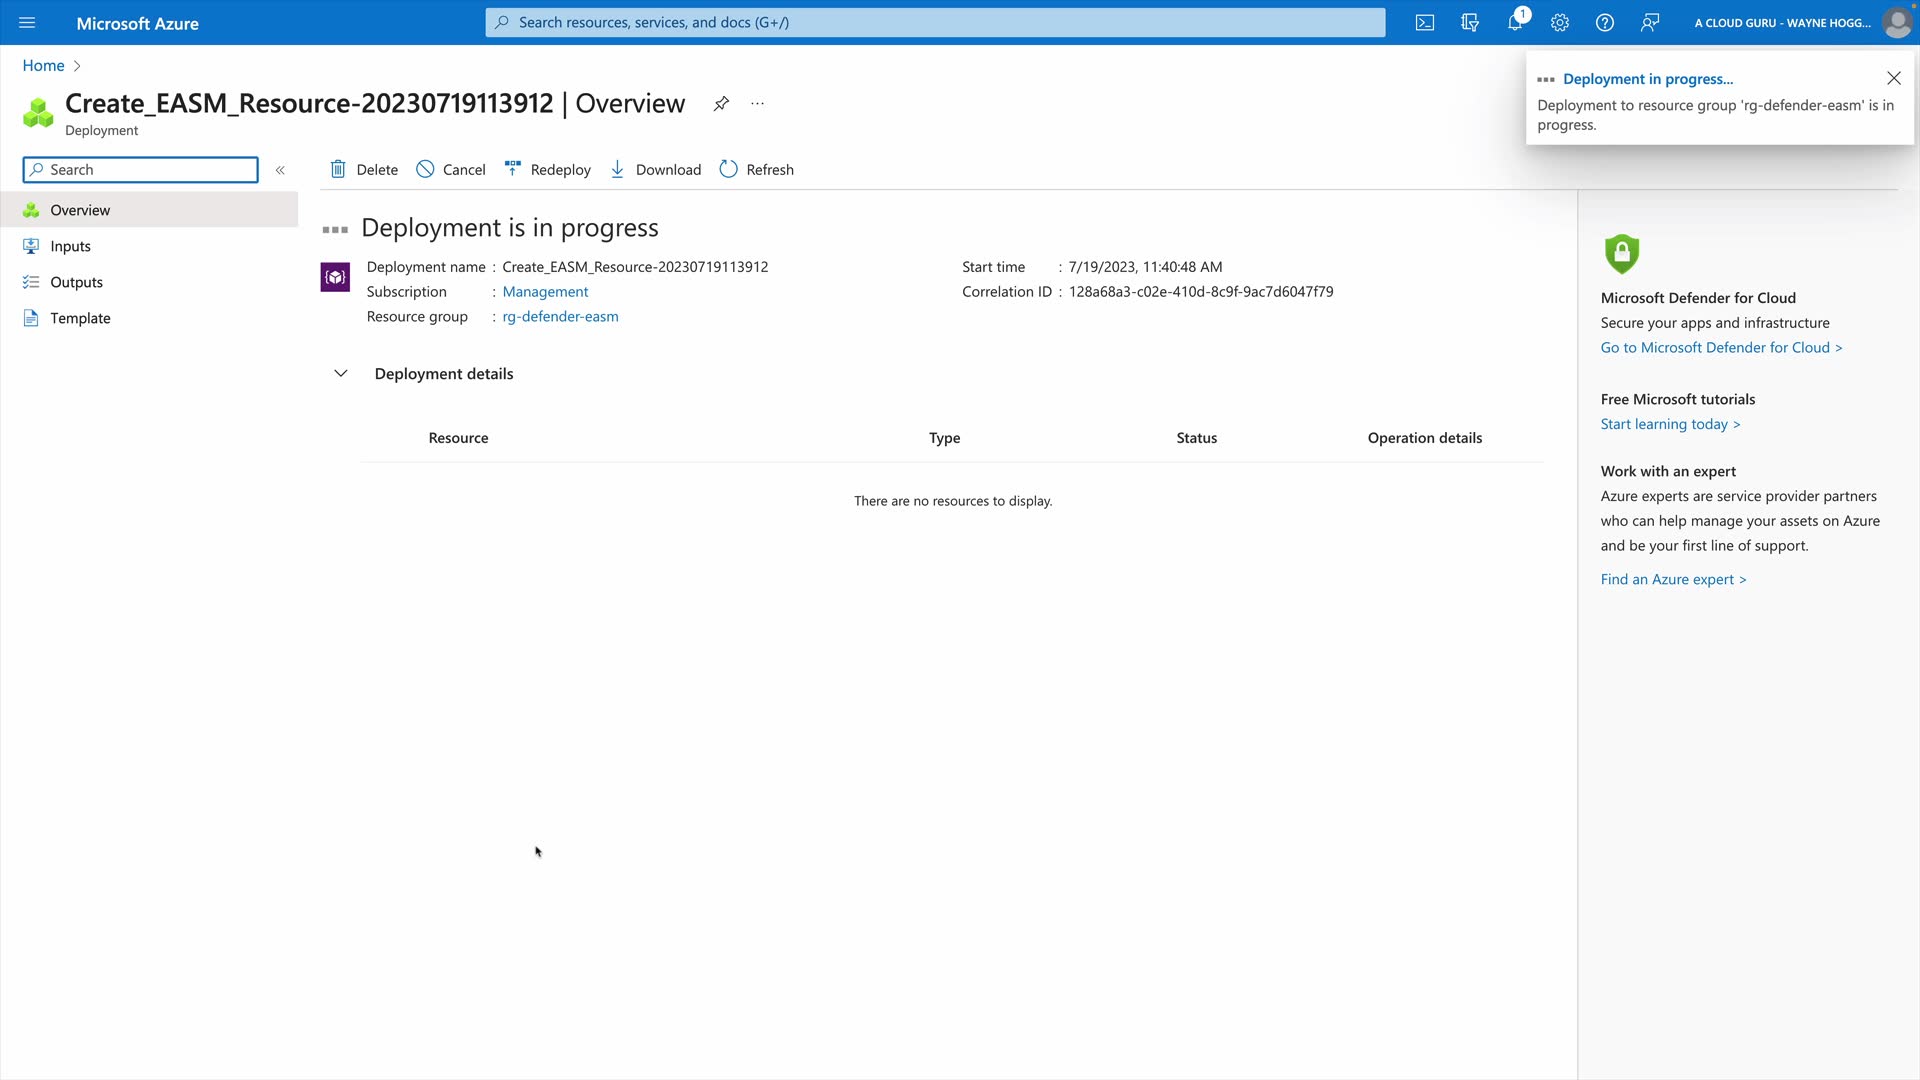 Microsoft Azure
Search resources, services, and docs (G+/)
1
A CLOUD GURU - WAYNE HOGG...
Home
Deployment in progress...
Deployment to resource group 'rg-defender-easm' is in
progress.
Create_EASM_Resource-20230719113912 | Overview
...
Deployment
Search
Delete
Cancel
Redeploy
Download
Refresh
Overview
Inputs
Outputs
Template
Deployment is in progress
Deployment name : Create_EASM_Resource-20230719113912
Subscription : Management
Resource group : rg-defender-easm
Start time : 7/19/2023, 11:40:48 AM
Correlation ID : 128a68a3-c02e-410d-8c9f-9ac7d6047f79
Deployment details
Resource Type Status Operation details
There are no resources to display.
Microsoft Defender for Cloud
Secure your apps and infrastructure
Go to Microsoft Defender for Cloud >
Free Microsoft tutorials
Start learning today >
Work with an expert
Azure experts are service provider partners
who can help manage your assets on Azure
and be your first line of support.
Find an Azure expert >